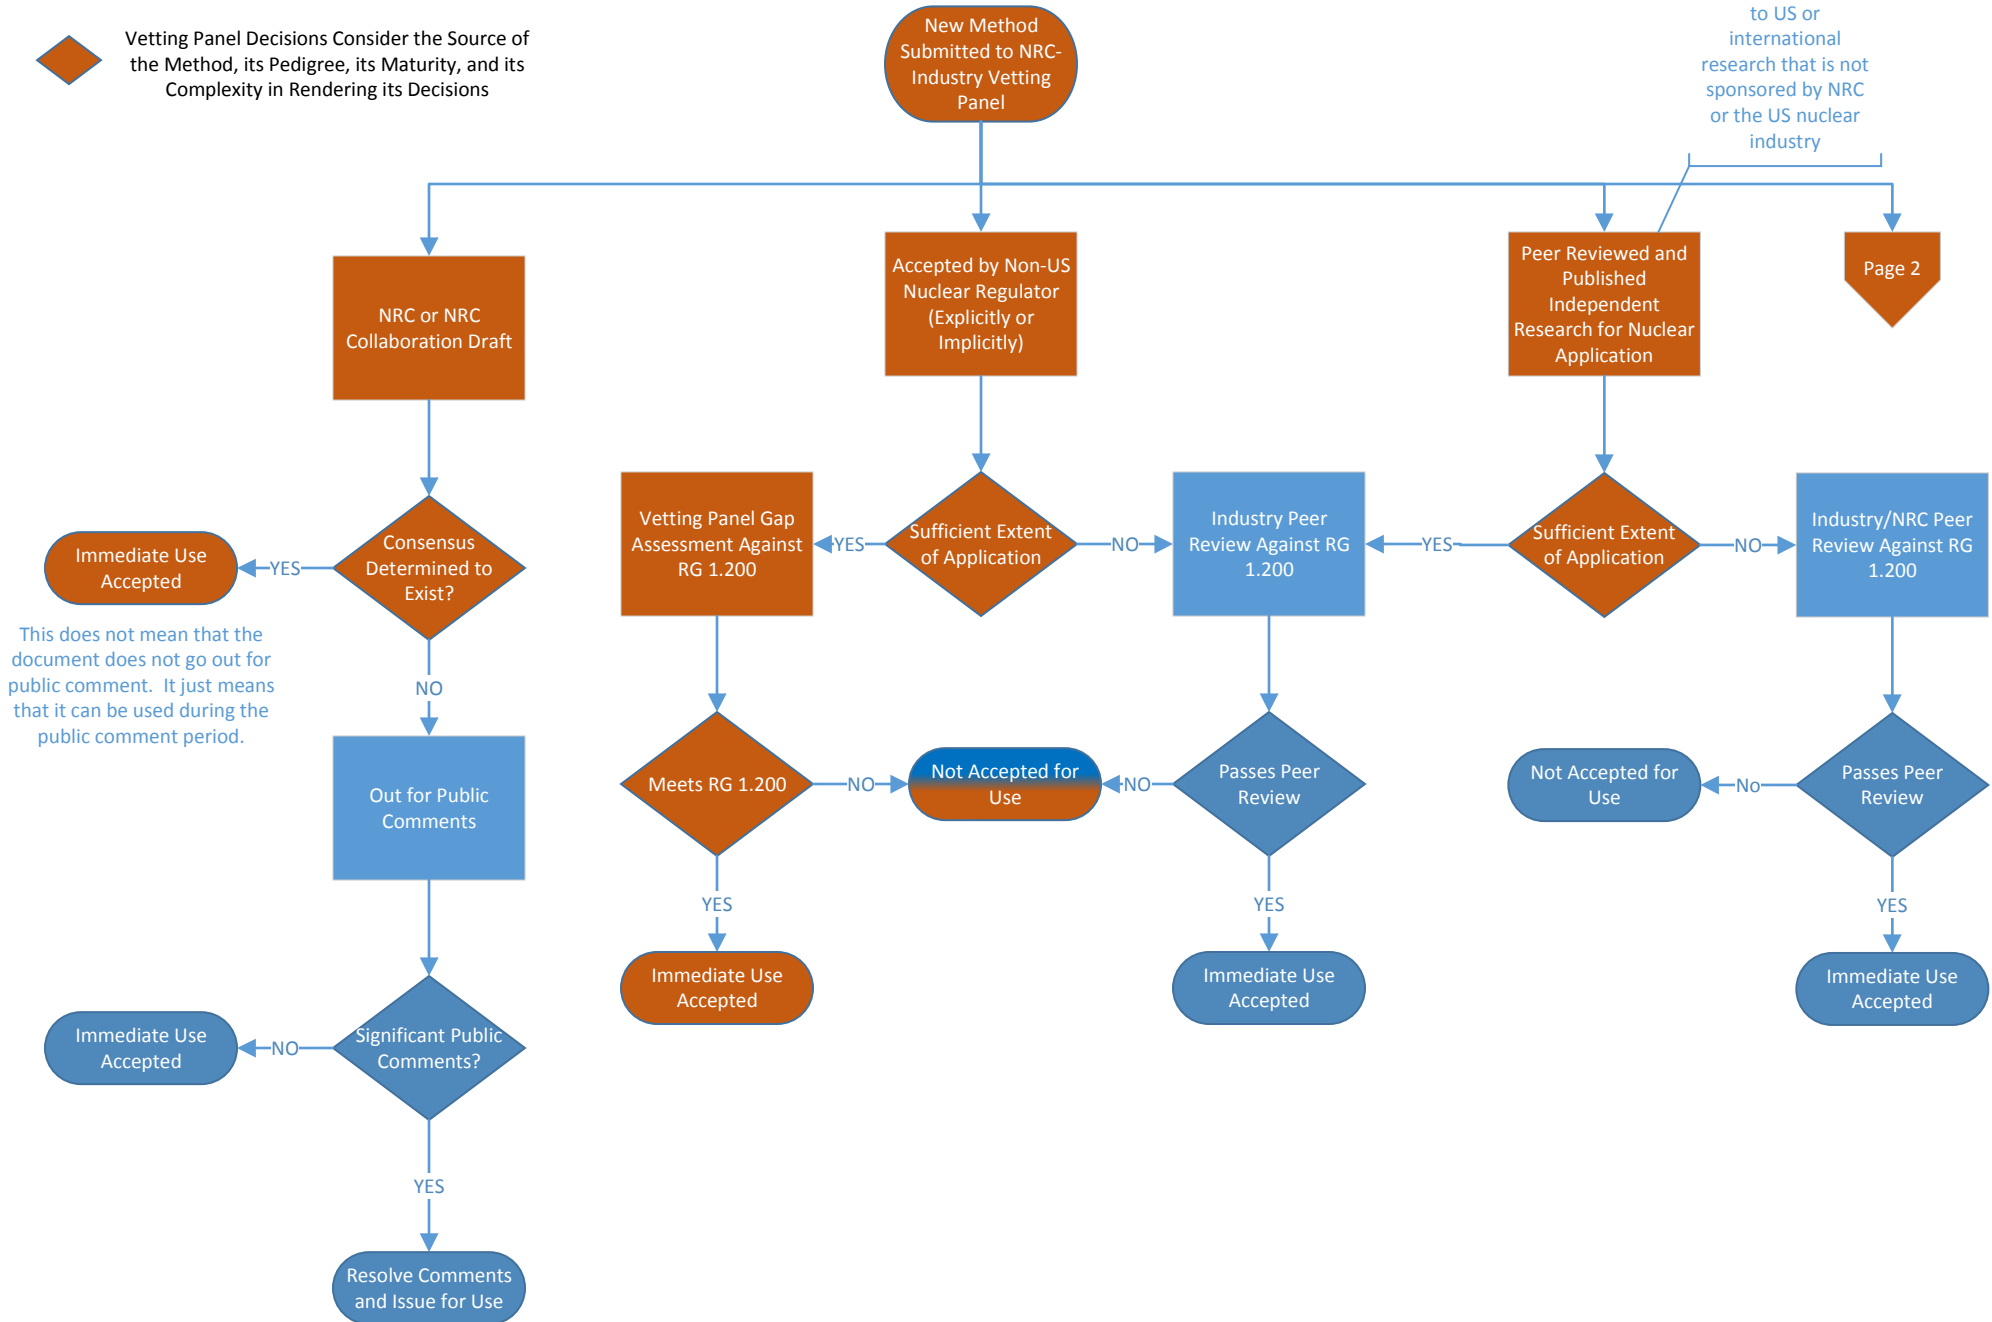 Vetting Panel Decisions Consider the Source of
the Method, its Pedigree, its Maturity, and its
Complexity in Rendering its Decisions
New Method
Submitted to NRC-
Industry Vetting
Panel
to US or
international
research that is not
sponsored by NRC
or the US nuclear
industry
NRC or NRC
Collaboration Draft
Accepted by Non-US
Nuclear Regulator
(Explicitly or
Implicitly)
Peer Reviewed and
Published
Independent
Research for Nuclear
Application
Page 2
Immediate Use
Accepted
YES
Consensus
Determined to
Exist?
Vetting Panel Gap
Assessment Against
RG 1.200
YES
Sufficient Extent
of Application
NO
Industry Peer
Review Against RG
1.200
YES
Sufficient Extent
of Application
NO
Industry/NRC Peer
Review Against RG
1.200
This does not mean that the
document does not go out for
public comment. It just means
that it can be used during the
public comment period.
NO
Out for Public
Comments
Meets RG 1.200
NO
Not Accepted for
Use
NO
Passes Peer
Review
Not Accepted for
Use
No
Passes Peer
Review
YES
YES
YES
Immediate Use
Accepted
Immediate Use
Accepted
Immediate Use
Accepted
Immediate Use
Accepted
NO
Significant Public
Comments?
YES
Resolve Comments
and Issue for Use